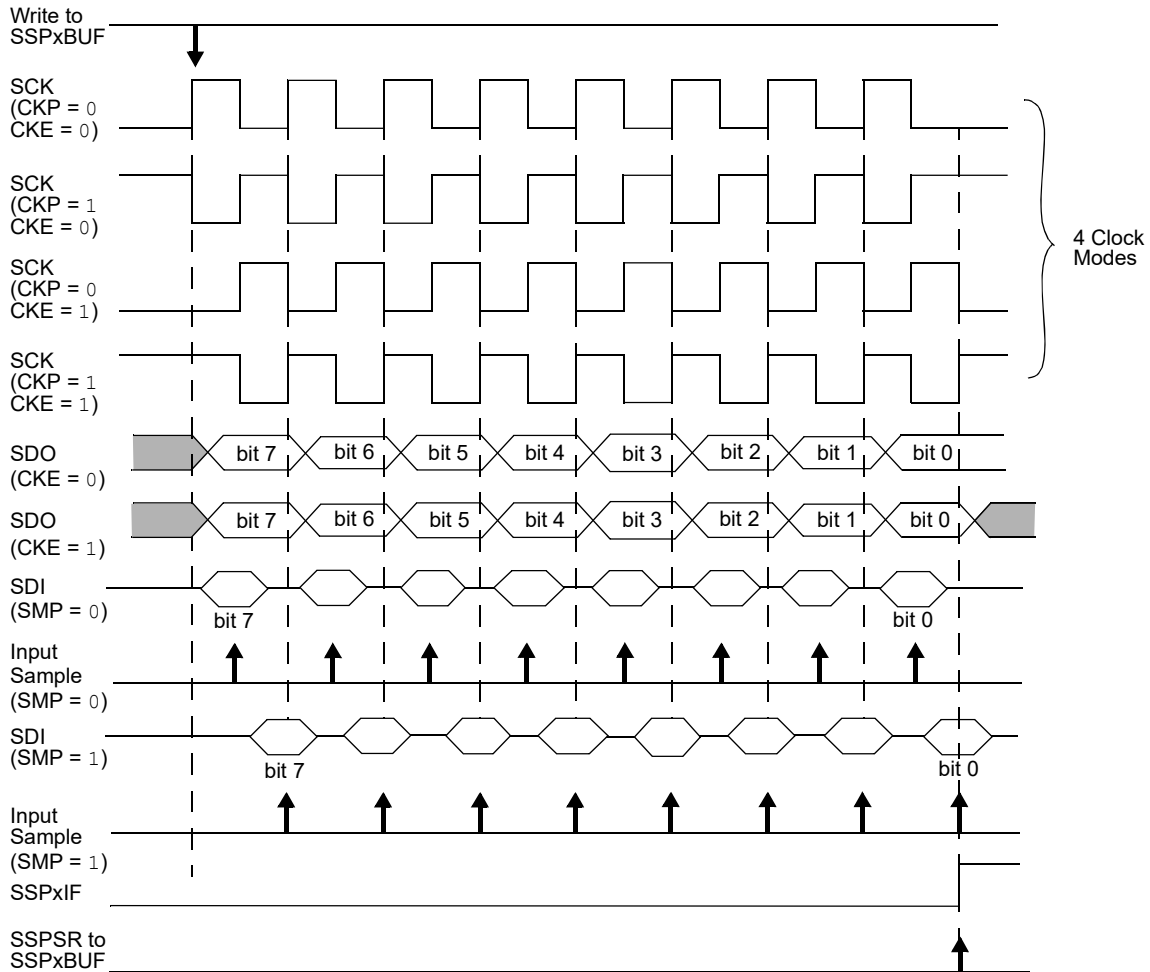 Write to
SSPxBUF
SCK
(CKP = 0
CKE = 0)
SCK
(CKP = 1
CKE = 0)
SCK
(CKP = 0
CKE = 1)
SCK
(CKP = 1
CKE = 1)
4 Clock
Modes
SDO
(CKE = 0)
bit 7 bit 6 bit 5 bit 4 bit 3 bit 2 bit 1 bit 0
SDO
(CKE = 1)
bit 7 bit 6 bit 5 bit 4 bit 3 bit 2 bit 1 bit 0
SDI
(SMP = 0)
bit 7 bit 0
Input
Sample
(SMP = 0)
SDI
(SMP = 1)
bit 7 bit 0
Input
Sample
(SMP = 1)
SSPxIF
SSPSR to
SSPxBUF